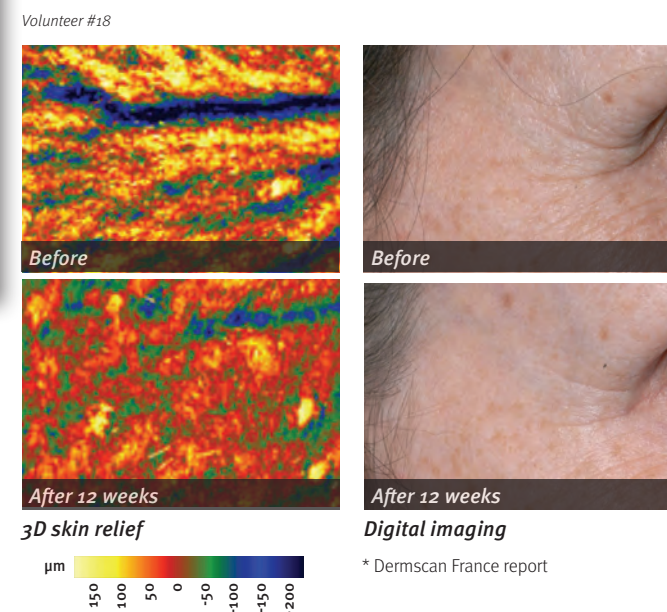 Volunteer #18
Before
Before
After 12 weeks
After 12 weeks
3D skin relief
Digital imaging
µm
* Dermscan France report
150
100
50
0
-50
-100
-150
-200